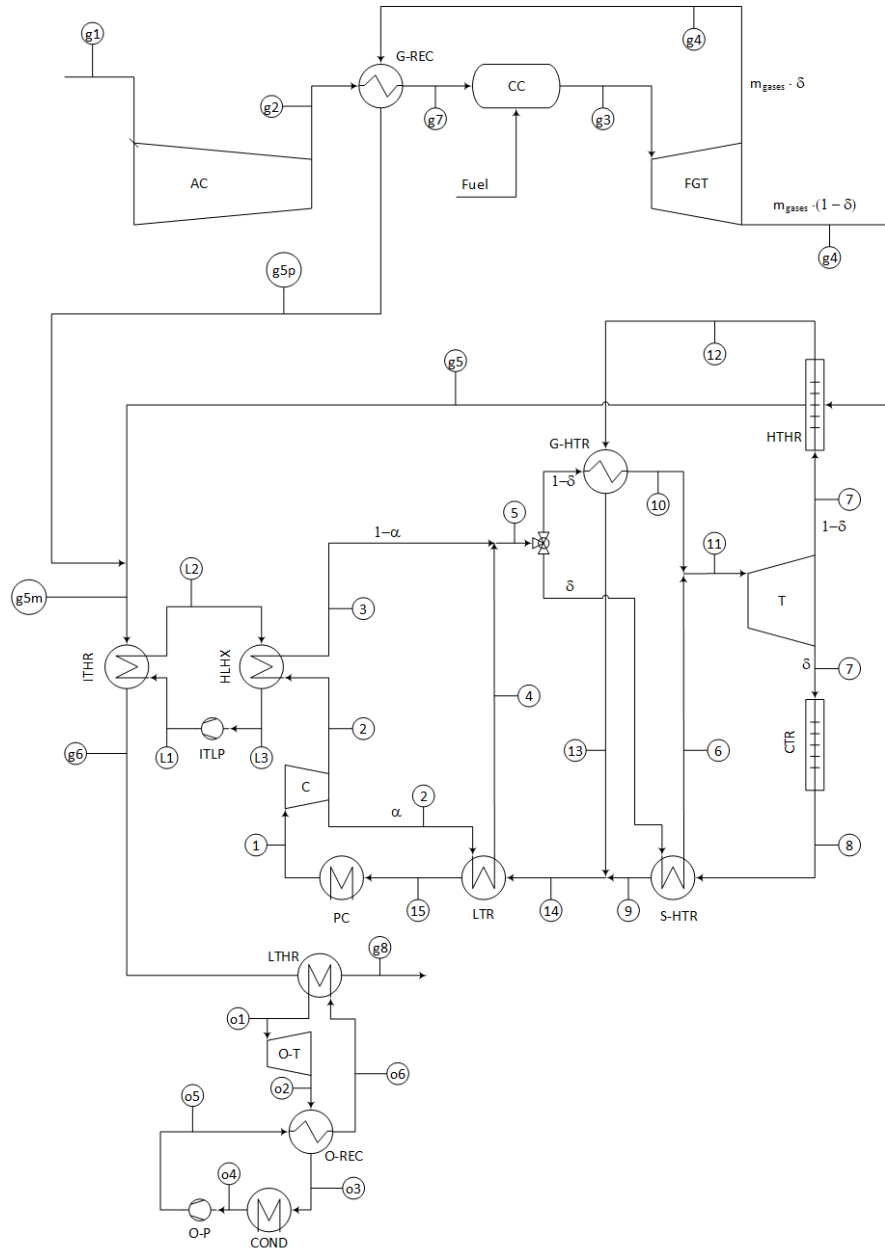 g1
g4
G-REC
g2
g7
CC
g3
mgases · δ
AC
Fuel
FGT
mgases ·(1 − δ)
g4
g5p
12
g5
HTHR
G-HTR
1−δ
10
7
1−δ
5
1−α
11
L2
T
g5m
3
δ
δ
7
ITHR
HLHX
4
2
13
6
CTR
g6
L1
ITLP
L3
C
2
α
1
8
PC
15
LTR
14
9
S-HTR
LTHR
g8
o1
O-T
o2
o6
o5
O-REC
o4
o3
O-P
COND